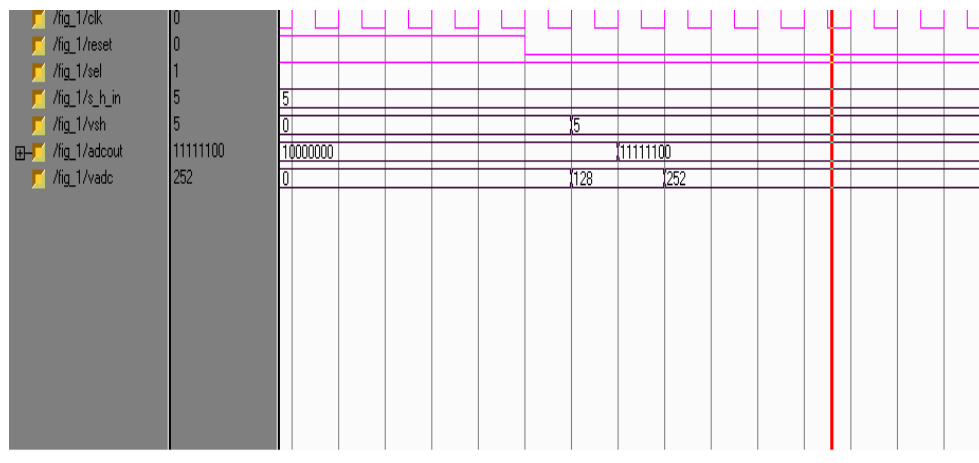 /fig_1/clk 0
/fig_1/reset 0
/fig_1/sel 1
/fig_1/s_h_in 5 5
/fig_1/vsh 5 0 5
/fig_1/adcout 11111100 10000000 11111100
/fig_1/vadc 252 0 128 252